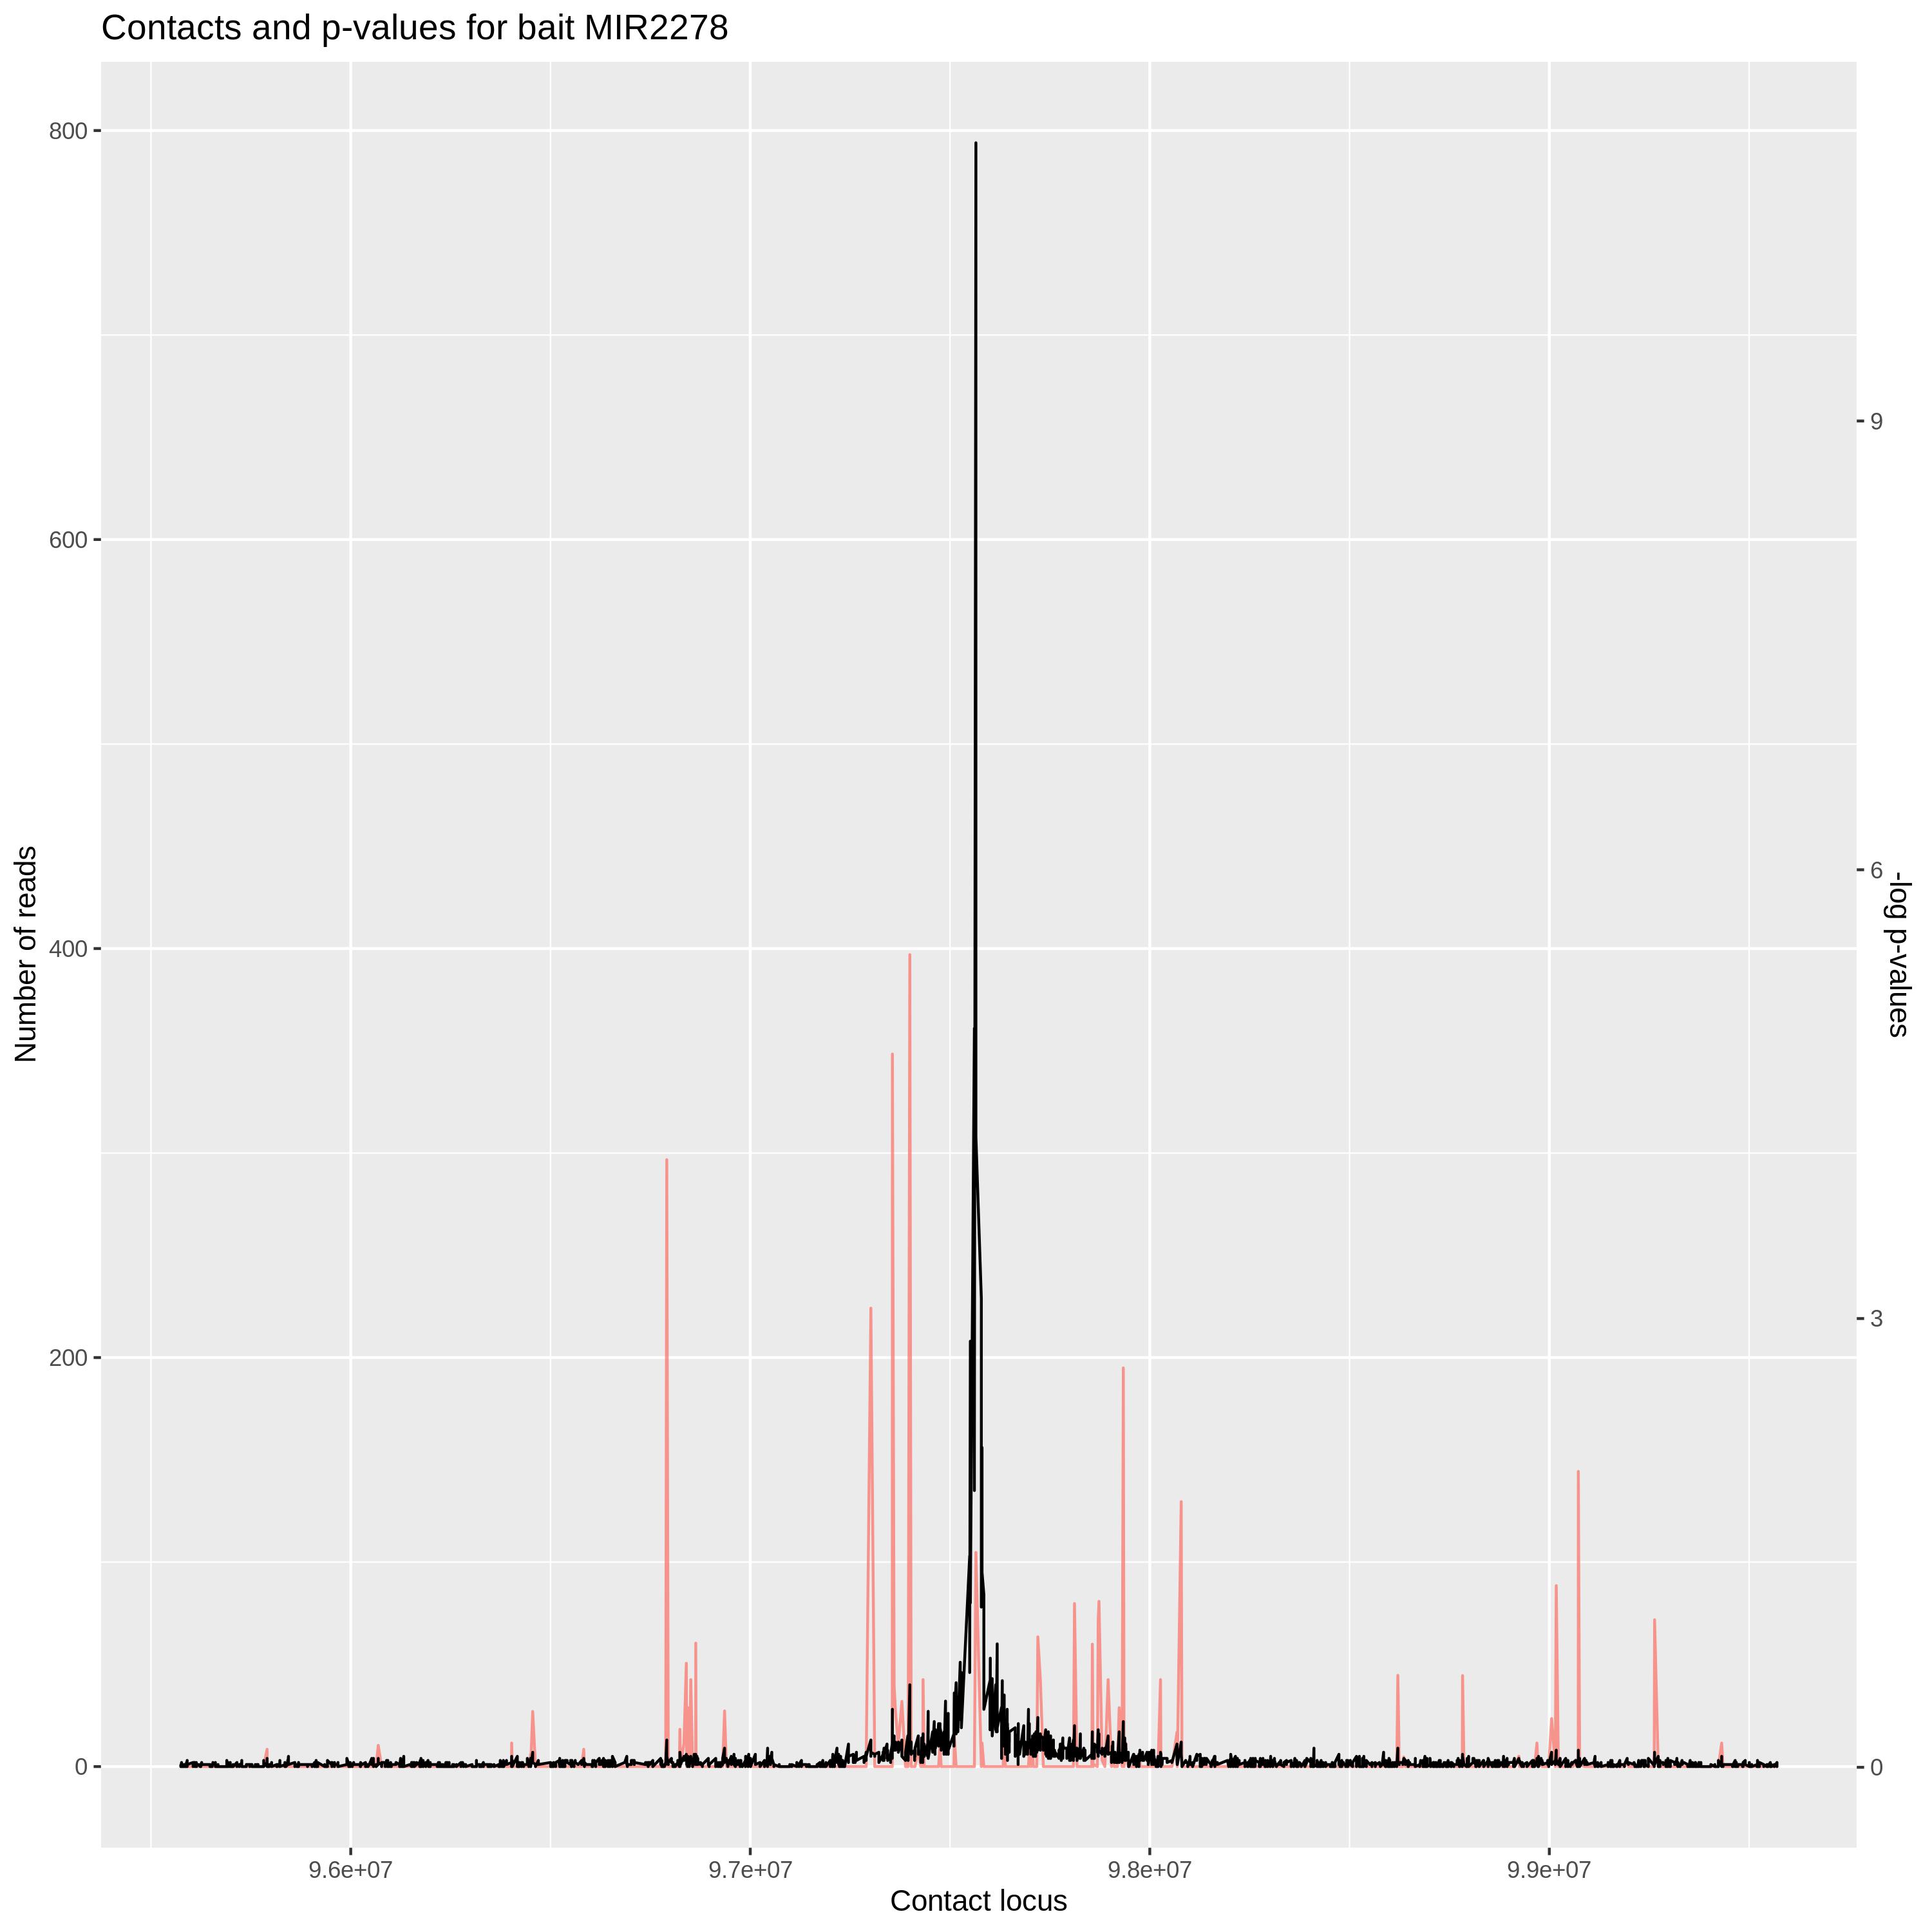 Contacts and p-values for bait MIR2278
800
600
400
200
0
Number of reads
9
6
3
0
-log p-values
9.6e+07
9.7e+07
9.8e+07
9.9e+07
Contact locus